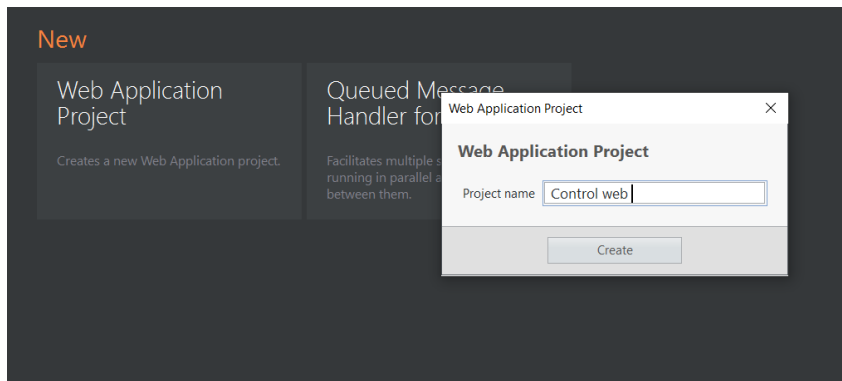 New
Web Application
Project
Creates a new Web Application project.
Queued Message
Handler for
Facilitates multiple
running in parallel
between them.
Web Application Project
Web Application Project
Project name
Control web
Create